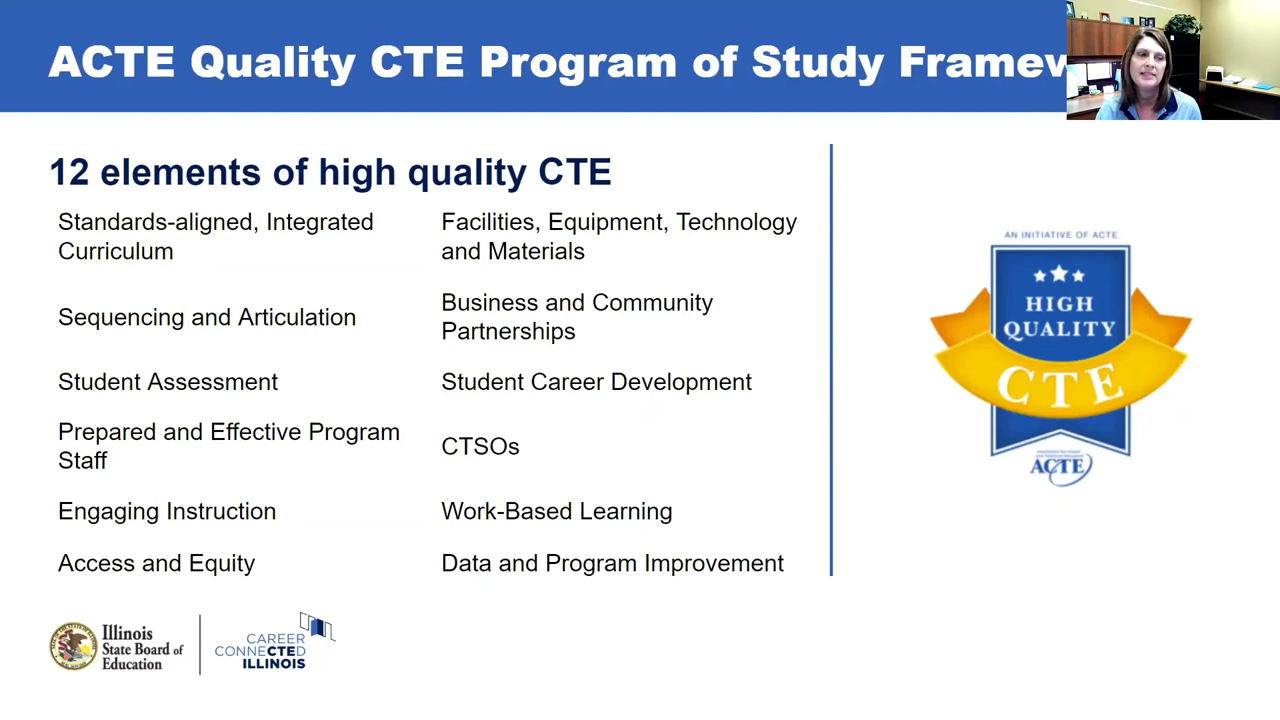 ACTE Quality CTE Program of Study Framew
12 elements of high quality CTE
Standards-aligned, Integrated
Curriculum
Sequencing and Articulation
Student Assessment
Prepared and Effective Program
Staff
Engaging Instruction
Access and Equity
Facilities, Equipment, Technology
and Materials
Business and Community
Partnerships
Student Career Development
CTSOs
Work-Based Learning
Data and Program Improvement
AN INITIATIVE OF ACTE
HIGH
QUALITY
CTE
ACTE
Illinois
State Board of
Education
CAREER
CONNECTED
ILLINOIS